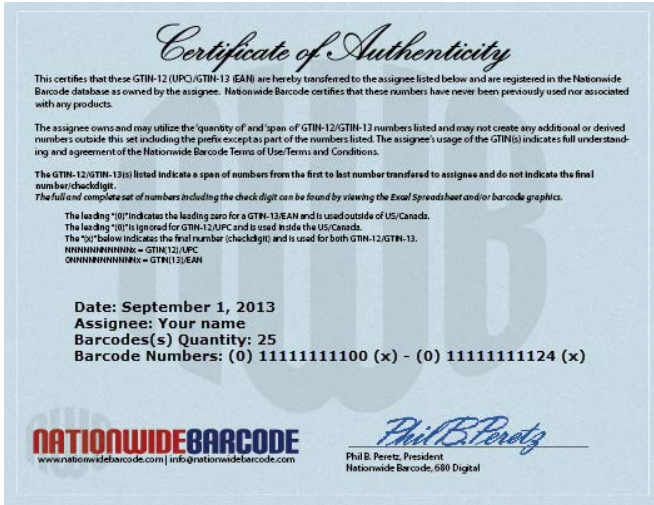 Certificate of Authenticity
This certifies that these GTIN-12 (UPC)/GTIN-13 (EAN) are hereby transferred to the assignee listed below and are registered in the Nationwide
Barcode database as owned by the assignee. Nationwide Barcode certifies that these numbers have never been previously used nor associated
with any products.
The assignee owns and may utilize the 'quantity of' and 'span of' GTIN-12/GTIN-13 numbers listed and may not create any additional or derived
numbers outside this set including the prefix except as part of the numbers listed. The assignee's usage of the GTIN(s) indicates full understand-
ing and agreement of the Nationwide Barcode Terms of Use/Terms and Conditions.
The GTIN-12/GTIN-13(s) listed indicate a span of numbers from the first to last number transfered to assignee and do not indicate the final
number/checkdigit.
The full and complete set of numbers including the check digit can be found by viewing the Excel Spreadsheet and/or barcode graphics.
The leading "(0)" indicates the leading zero for a GTIN-13/EAN and is used outside of US/Canada.
The leading "(0)" is ignored for GTIN-12/UPC and is used inside the US/Canada.
The "(x)" below indicates the final number (checkdigit) and is used for both GTIN-12/GTIN-13.
NNNNNNNNNNNx = GTIN(12)/UPC
0NNNNNNNNNNNx = GTIN(13)/EAN
Date: September 1, 2013
Assignee: Your name
Barcodes(s) Quantity: 25
Barcode Numbers: (0) 11111111100 (x) - (0) 11111111124 (x)
NATIONWIDE BARCODE
www.nationwidebarcode.com | info@nationwidebarcode.com
Phil B. Peretz
Phil B. Peretz, President
Nationwide Barcode, 680 Digital